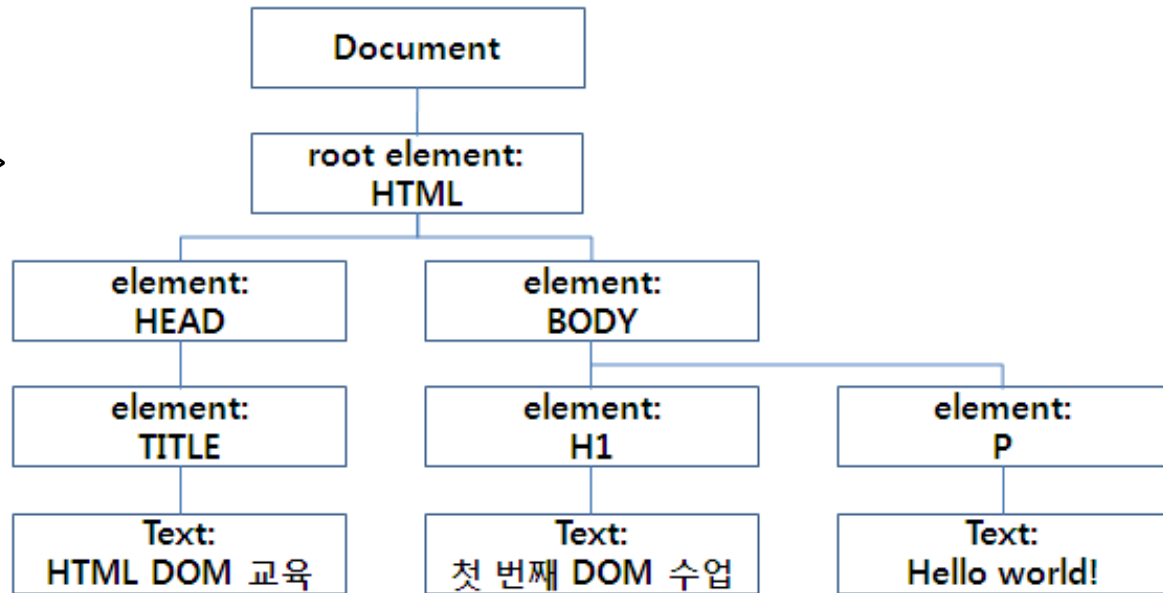 Document
root element:
HTML
element:
HEAD
element:
BODY
element:
TITLE
element:
H1
element:
P
Text:
HTML DOM 교육
Text:
첫 번째 DOM 수업
Text:
Hello world!